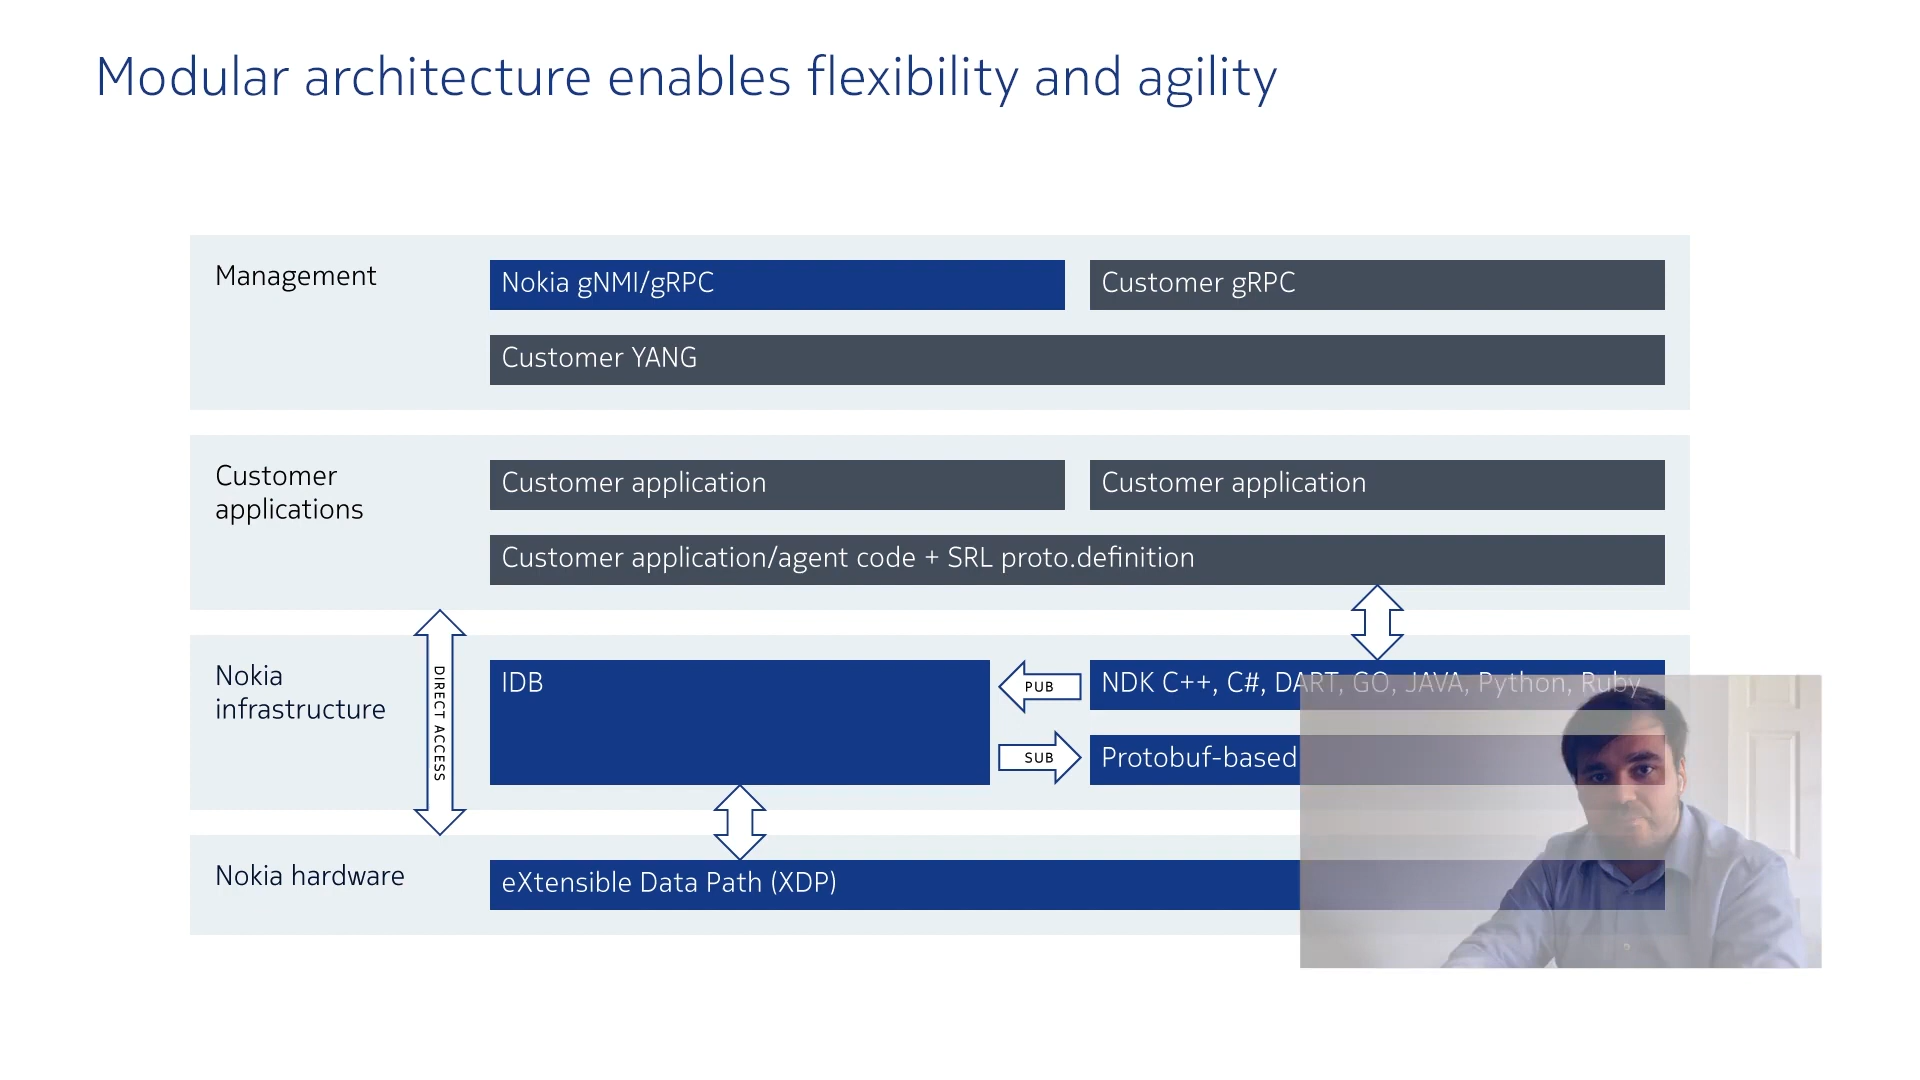 Modular architecture enables flexibility and agility
Management
Nokia gNMI/gRPC
Customer gRPC
Customer YANG
Customer
applications
Customer application
Customer application
Customer application/agent code + SRL proto.definition
Nokia
infrastructure
DIRECT ACCESS
IDB
PUB
SUB
NDK C++, C#, DART, GO, JAVA, Python, Ruby
Protobuf-based
Nokia hardware
eXtensible Data Path (XDP)